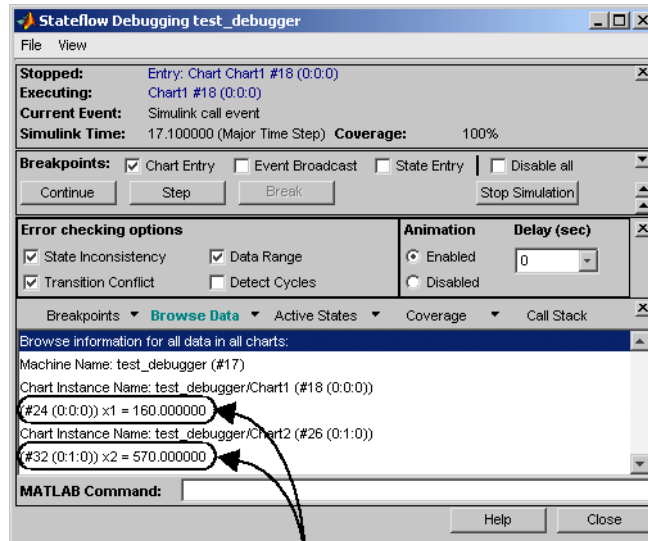 Stateflow Debugging test_debugger
File View
Stopped: Entry: Chart Chart1 #18 (0:0:0)
Executing: Chart1 #18 (0:0:0)
Current Event: Simulink call event
Simulink Time: 17.100000 (Major Time Step) Coverage: 100%
Breakpoints: Chart Entry Event Broadcast State Entry Disable all
Continue Step Break Stop Simulation
Error checking options Animation Delay (sec)
State Inconsistency Data Range Enabled 0
Transition Conflict Detect Cycles Disabled
Breakpoints Browse Data Active States Coverage Call Stack
Browse information for all data in all charts:
Machine Name: test_debugger (#17)
Chart Instance Name: test_debugger/Chart1 (#18 (0:0:0))
(#24 (0:0:0)) x1 = 160.000000
Chart Instance Name: test_debugger/Chart2 (#26 (0:1:0))
(#32 (0:1:0)) x2 = 570.000000
MATLAB Command:
Help Close